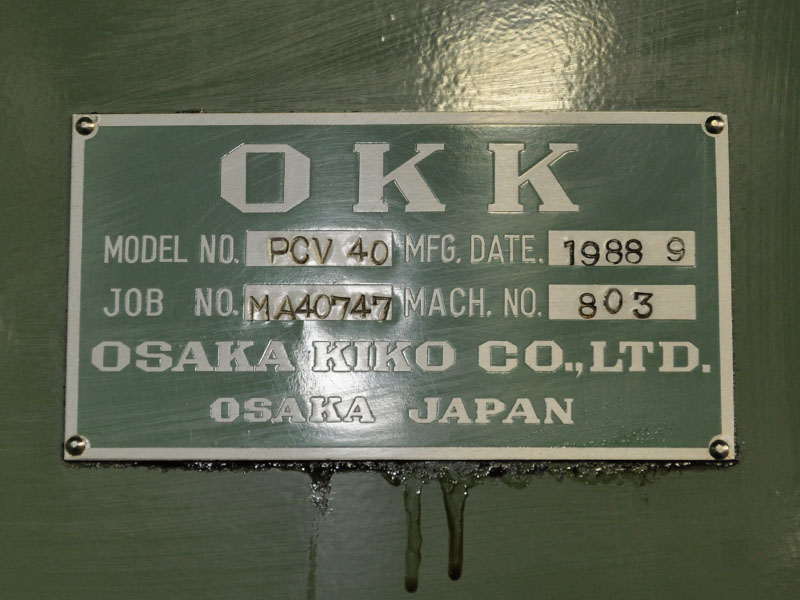 OKK
MODEL NO. PCV 40 MFG. DATE. 1988 9
JOB NO. MA40747 MACH. NO. 803
OSAKA KIKO CO.,LTD.
OSAKA JAPAN